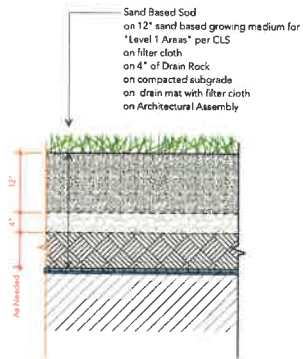 Sand Based Sod
on 12" sand based growing medium for
"Level 1 Areas" per CLS
on filter cloth
on 4" of Drain Rock
on compacted subgrade
on drain mat with filter cloth
on Architectural Assembly
12"
4"
As Needed